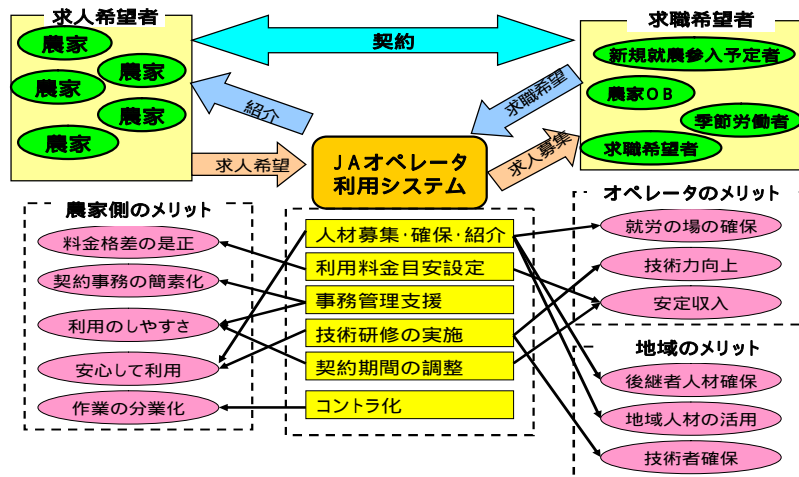 求人希望者
農家
農家
農家
農家
農家
契約
求職希望者
新規就農参入予定者
農家OB
季節労働者
求職希望者
紹介
求職希望
求人希望
求人募集
JAオペレータ
利用システム
農家側のメリット
料金格差の是正
契約事務の簡素化
利用のしやすさ
安心して利用
作業の分業化
人材募集・確保・紹介
利用料金目安設定
事務管理支援
技術研修の実施
契約期間の調整
コントラ化
オペレータのメリット
就労の場の確保
技術力向上
安定収入
地域のメリット
後継者人材確保
地域人材の活用
技術者確保